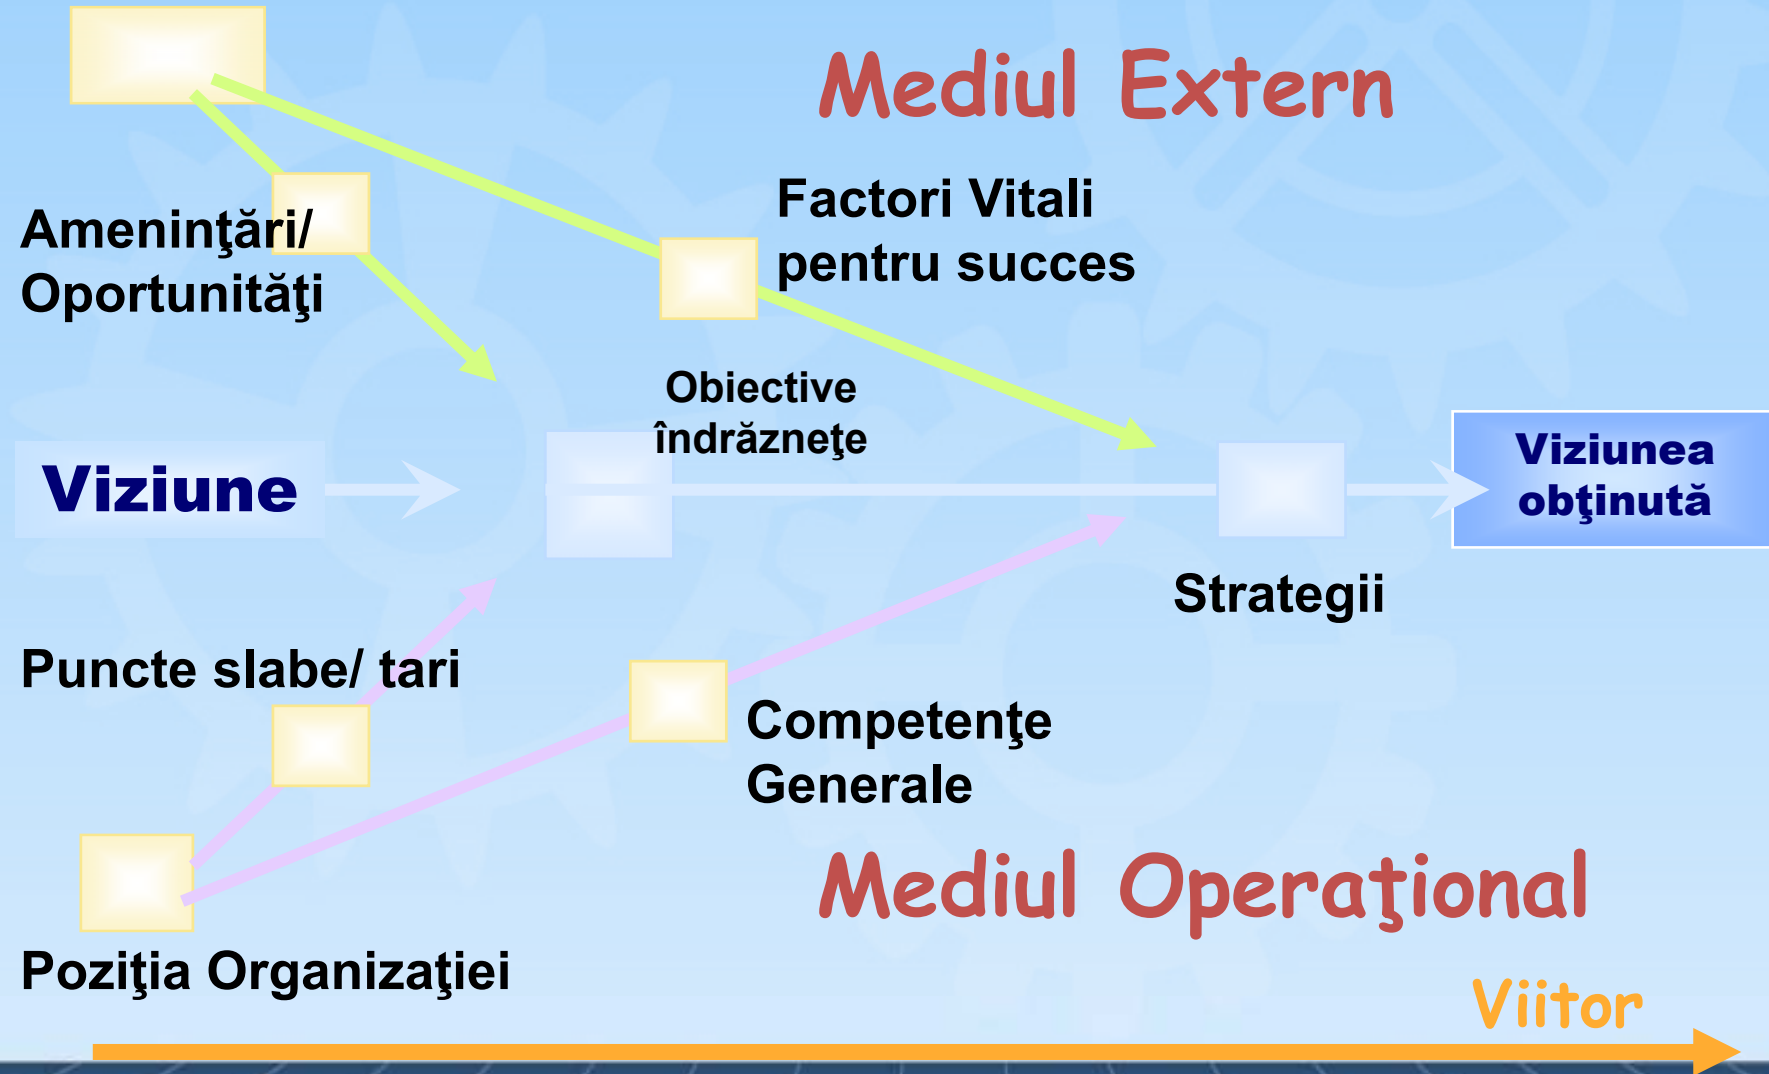 Mediul Extern
Factori Vitali
pentru succes
Ameninţări/
Oportunităţi
Obiective
îndrăzneţe
Viziune
Viziunea
obţinută
Strategii
Puncte slabe/ tari
Competenţe
Generale
Mediul Operaţional
Poziţia Organizaţiei
Viitor